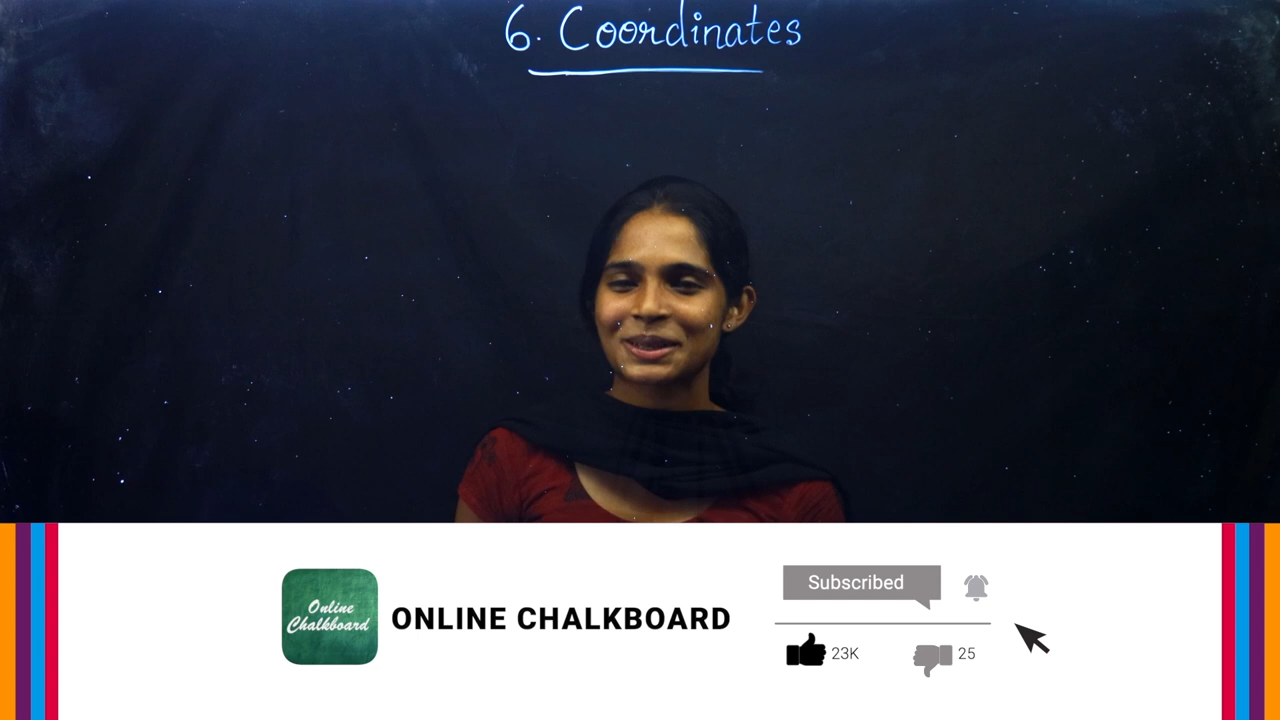 6. Coordinates
Online
Chalkboard
ONLINE CHALKBOARD
Subscribed
23K
25